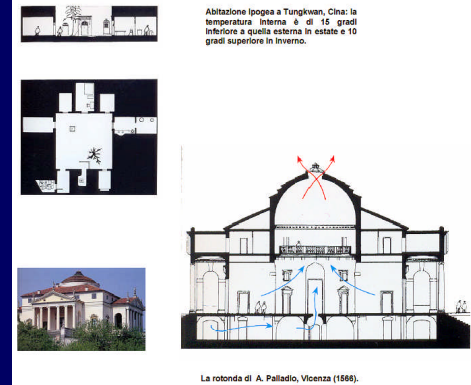 Abitazione ipogea a Tungkwan, Cina: la
temperatura interna è di 15 gradi
inferiore a quella esterna in estate e 10
gradi superiore in inverno.
La rotonda di A. Palladio, Vicenza (1566).